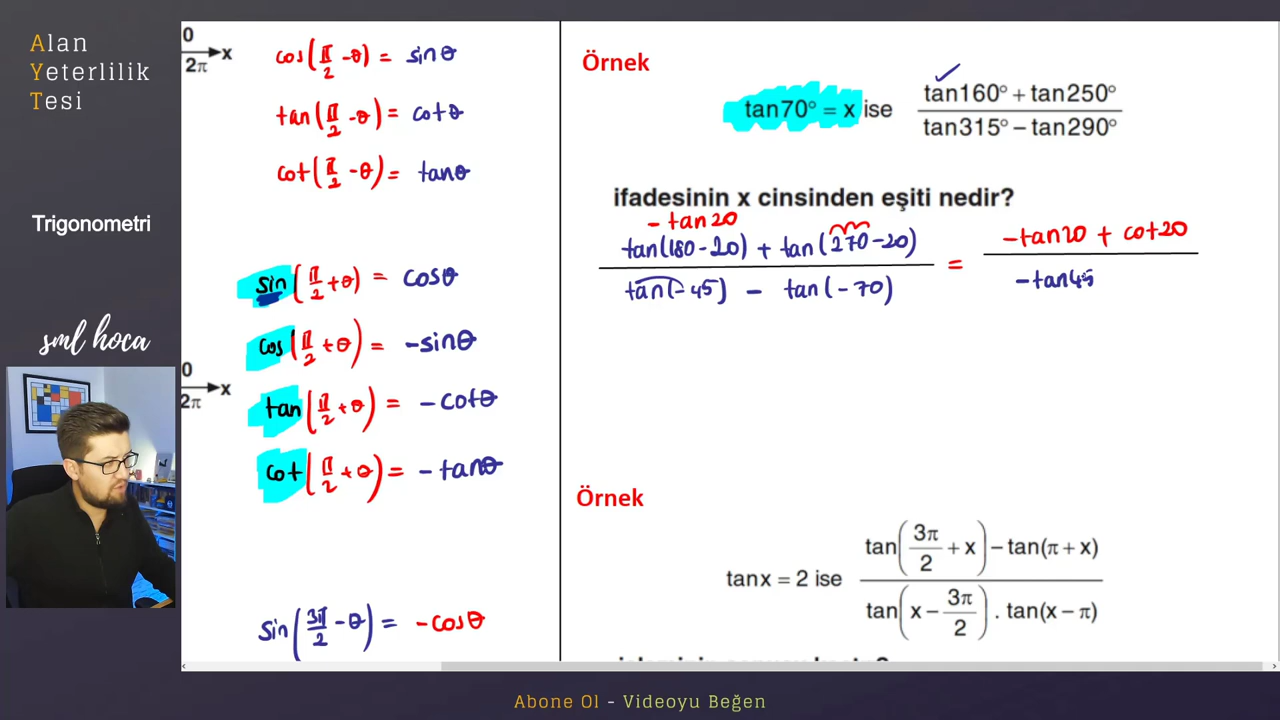 Alan
Yeterlilik
Tesi
Trigonometri
sml hoca
0
x
2π
0
x
2π
cos(π/2 - θ) = sinθ
tan(π/2 - θ) = cotθ
cot(π/2 - θ) = tanθ
sin(π/2 + θ) = cosθ
cos(π/2 + θ) = -sinθ
tan(π/2 + θ) = -cotθ
cot(π/2 + θ) = -tanθ
sin(3π/2 - θ) = -cosθ
Örnek
tan70° = x ise
tan160° + tan250°
tan315° - tan290°
ifadesinin x cinsinden eşiti nedir?
-tan20
tan(180-20) + tan(270-20)
tan(-45) - tan(-70)
=
-tan20 + cot20
-tan45
Örnek
tanx = 2 ise
tan(3π/2 + x) - tan(π + x)
tan(x - 3π/2) . tan(x - π)
Abone Ol - Videoyu Beğen